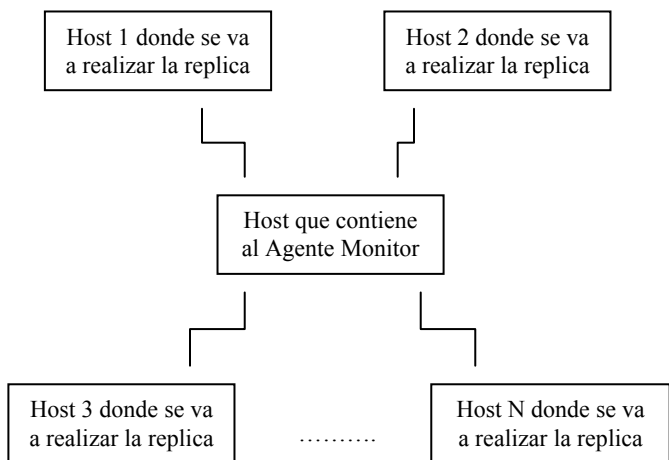 Host 1 donde se va
a realizar la replica
Host 2 donde se va
a realizar la replica
Host que contiene
al Agente Monitor
Host 3 donde se va
a realizar la replica
……….
Host N donde se va
a realizar la replica